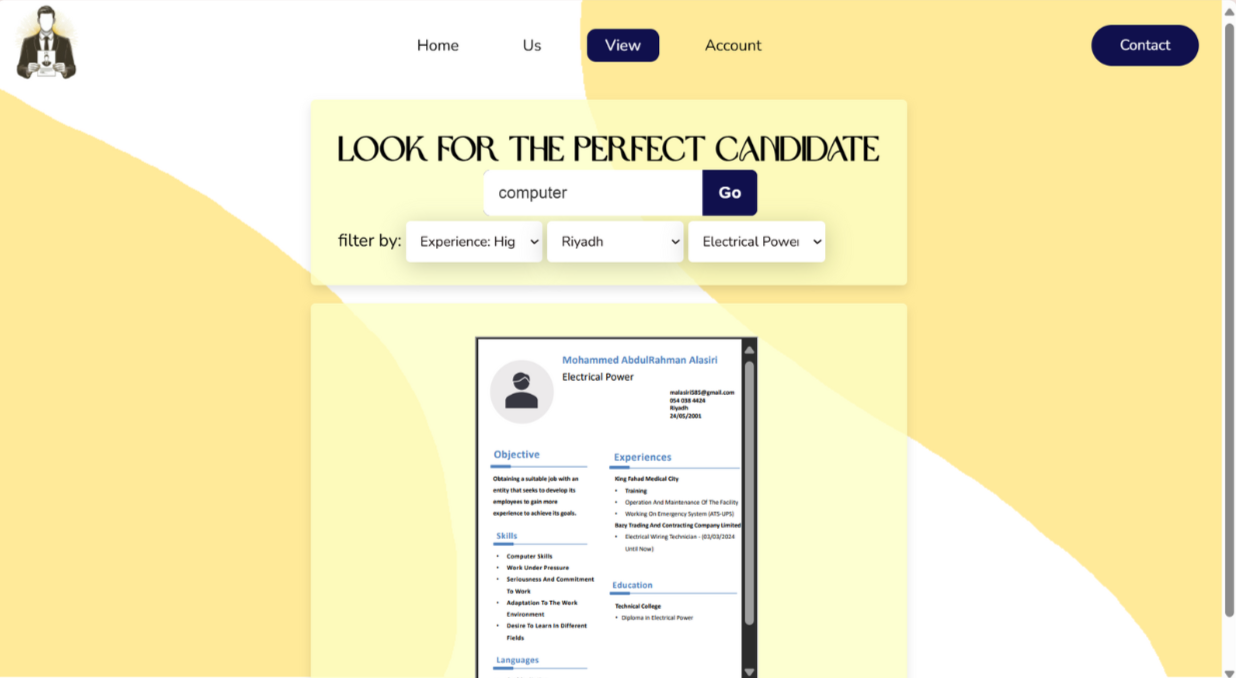 Home Us View Account Contact
LOOK FOR THE PERFECT CANDIDATE
computer Go
filter by: Experience: Hig Riyadh Electrical Power
Mohammed AbdulRahman Alasiri
Electrical Power
malasiri585@gmail.com
054 038 4424
Riyadh
24/05/2001
Objective
Obtaining a suitable job with an
entity that seeks to develop its
employees to gain more
experience to achieve its goals.
Skills
• Computer Skills
• Work Under Pressure
• Seriousness And Commitment
To Work
• Adaptation To The Work
Environment
• Desire To Learn In Different
Fields
Languages
Experiences
King Fahad Medical City
• Training
• Operation And Maintenance Of The Facility
• Working On Emergency System (ATS-UPS)
Bazy Trading And Contracting Company Limited
• Electrical Wiring Technician - (03/03/2024
Until Now)
Education
Technical College
• Diploma in Electrical Power